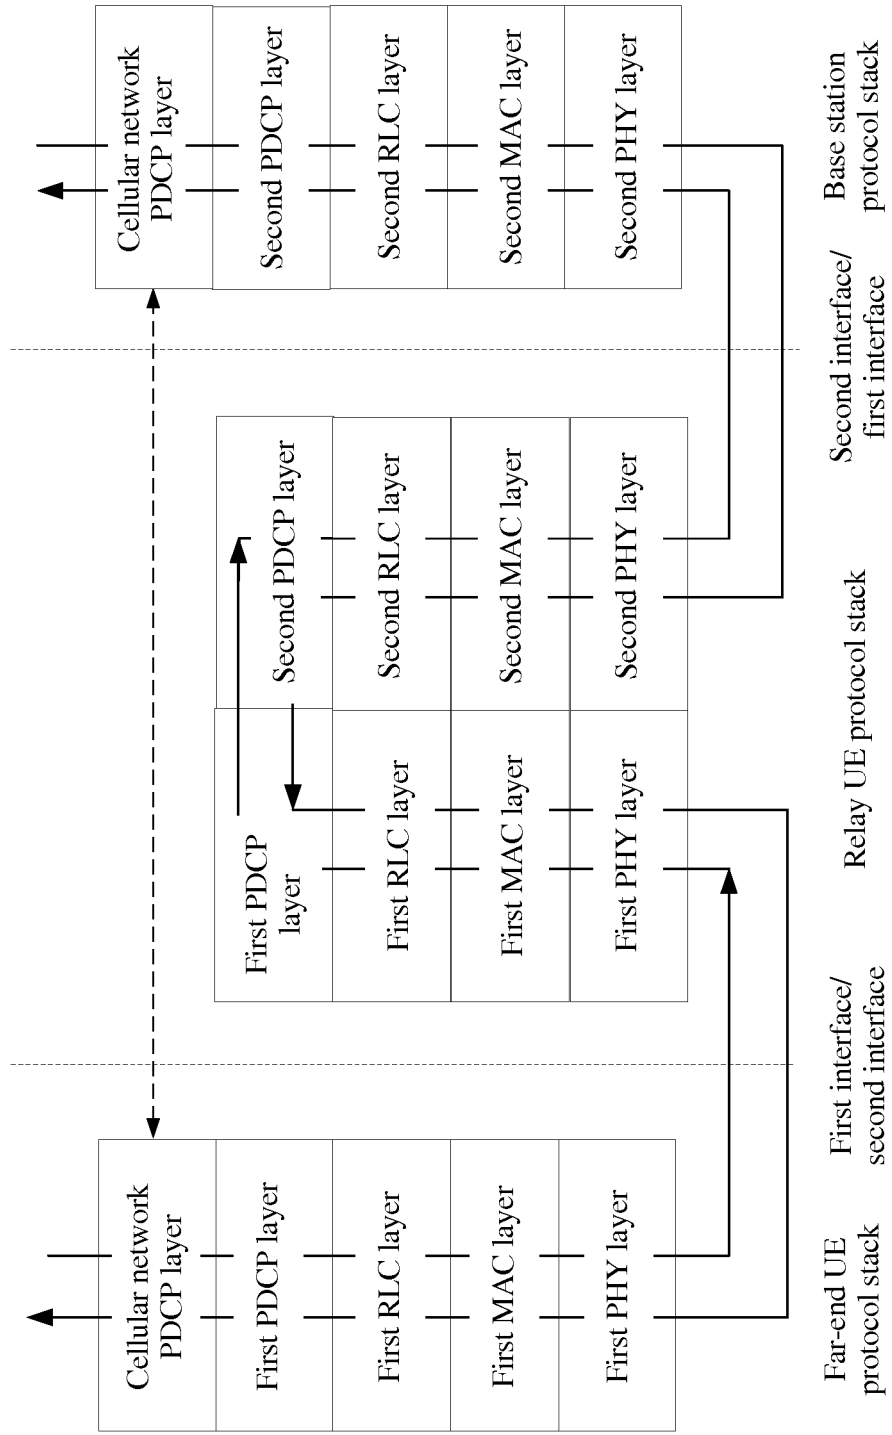 Cellular network
PDCP layer
First PDCP layer
First RLC layer
First MAC layer
First PHY layer
Far-end UE
protocol stack
First interface/
second interface
First PDCP
layer
First RLC layer
First MAC layer
First PHY layer
Second PDCP layer
Second RLC layer
Second MAC layer
Second PHY layer
Relay UE protocol stack
Second interface/
first interface
Cellular network
PDCP layer
Second PDCP layer
Second RLC layer
Second MAC layer
Second PHY layer
Base station
protocol stack